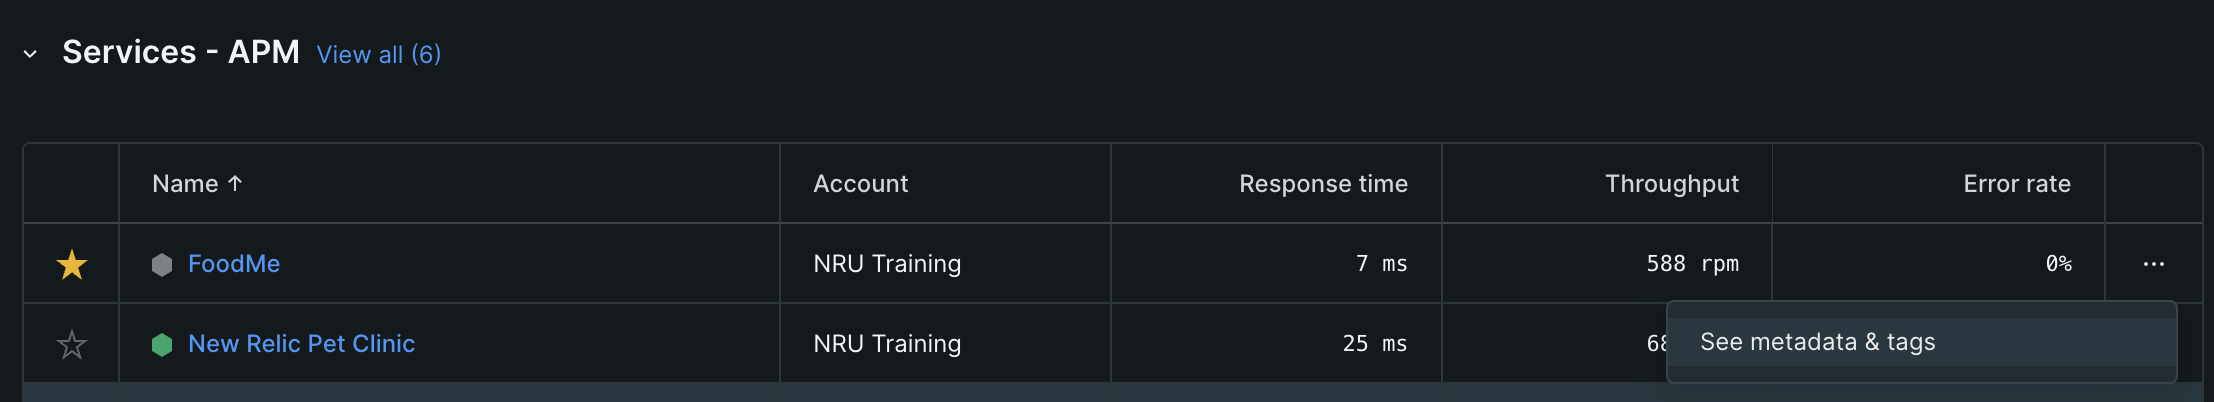 Services - APM View all (6)
Name ↑ Account Response time Throughput Error rate
FoodMe NRU Training 7 ms 588 rpm 0% ...
New Relic Pet Clinic NRU Training 25 ms See metadata & tags